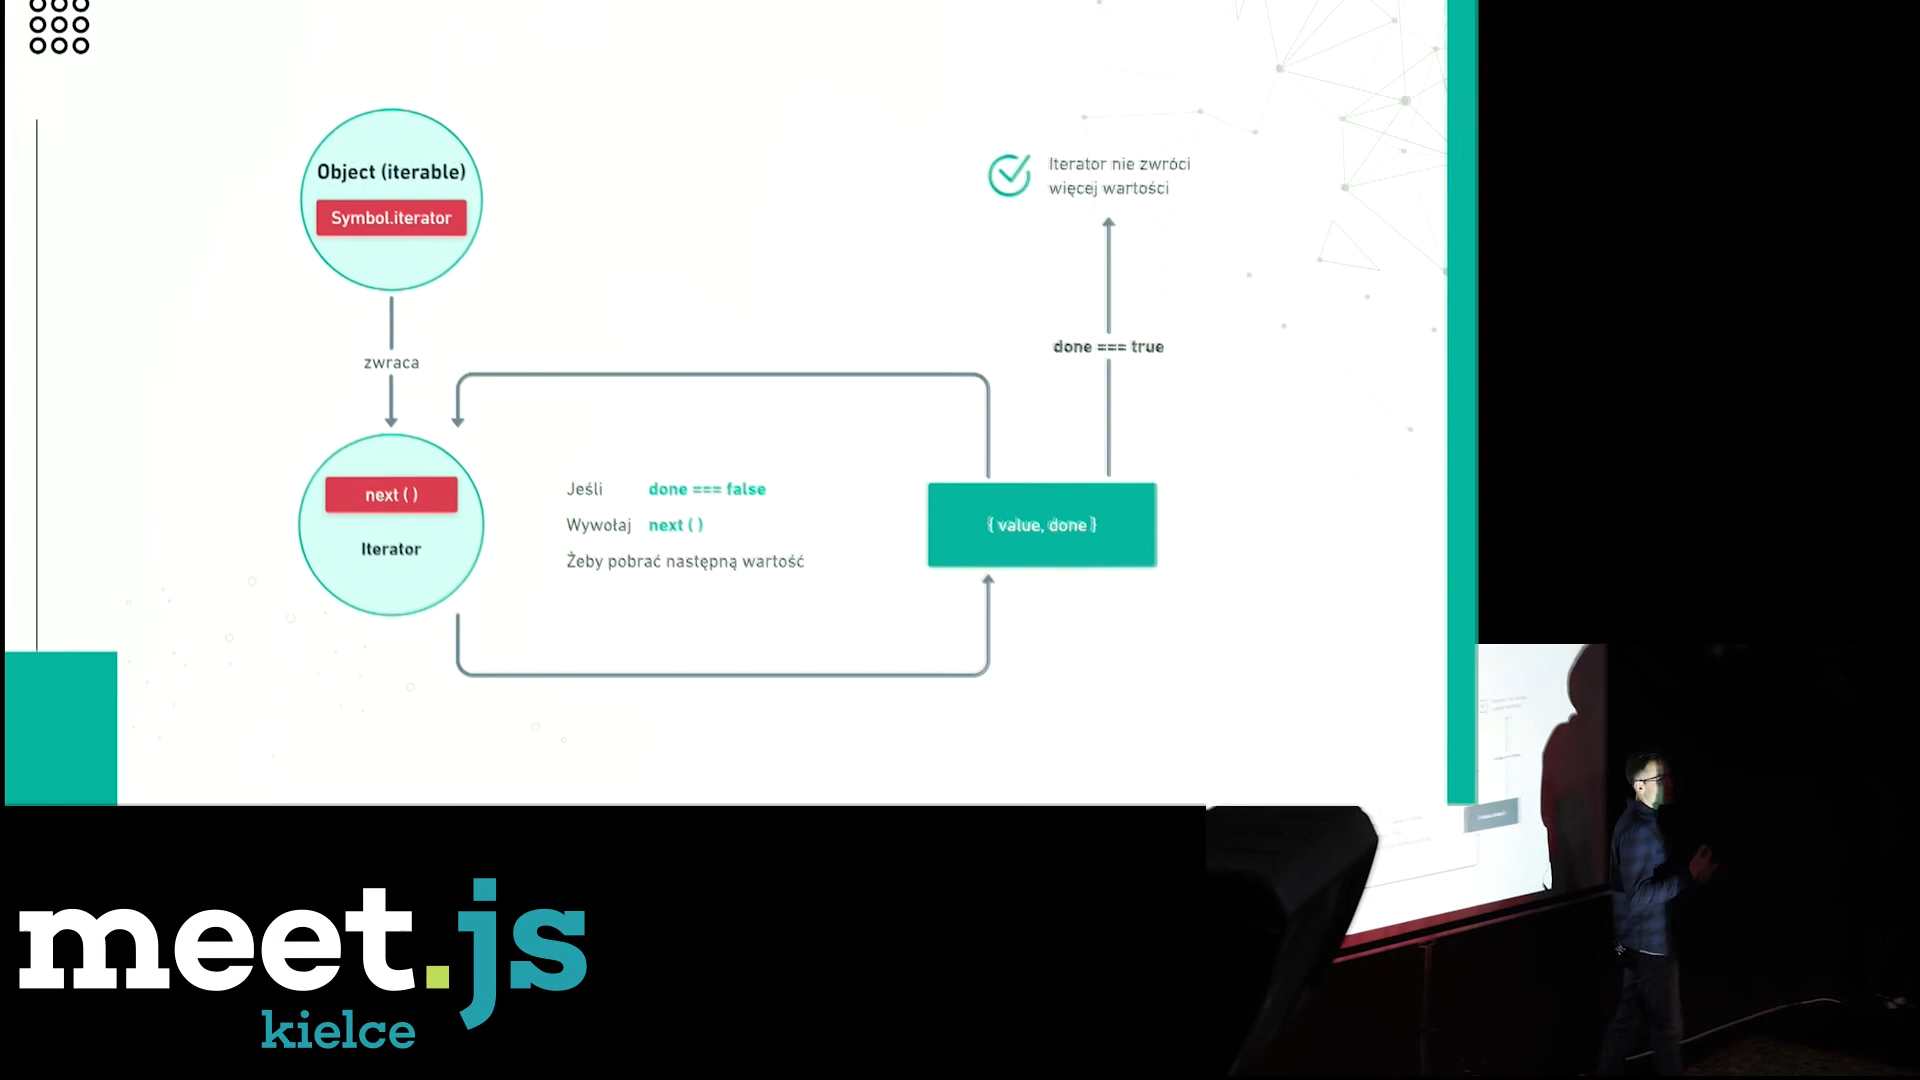 Object (iterable)
Symbol.iterator
zwraca
next ( )
Iterator
Jeśli done === false
Wywołaj next ( )
Żeby pobrać następną wartość
{ value, done }
done === true
Iterator nie zwróci
więcej wartości
meet.js
kielce